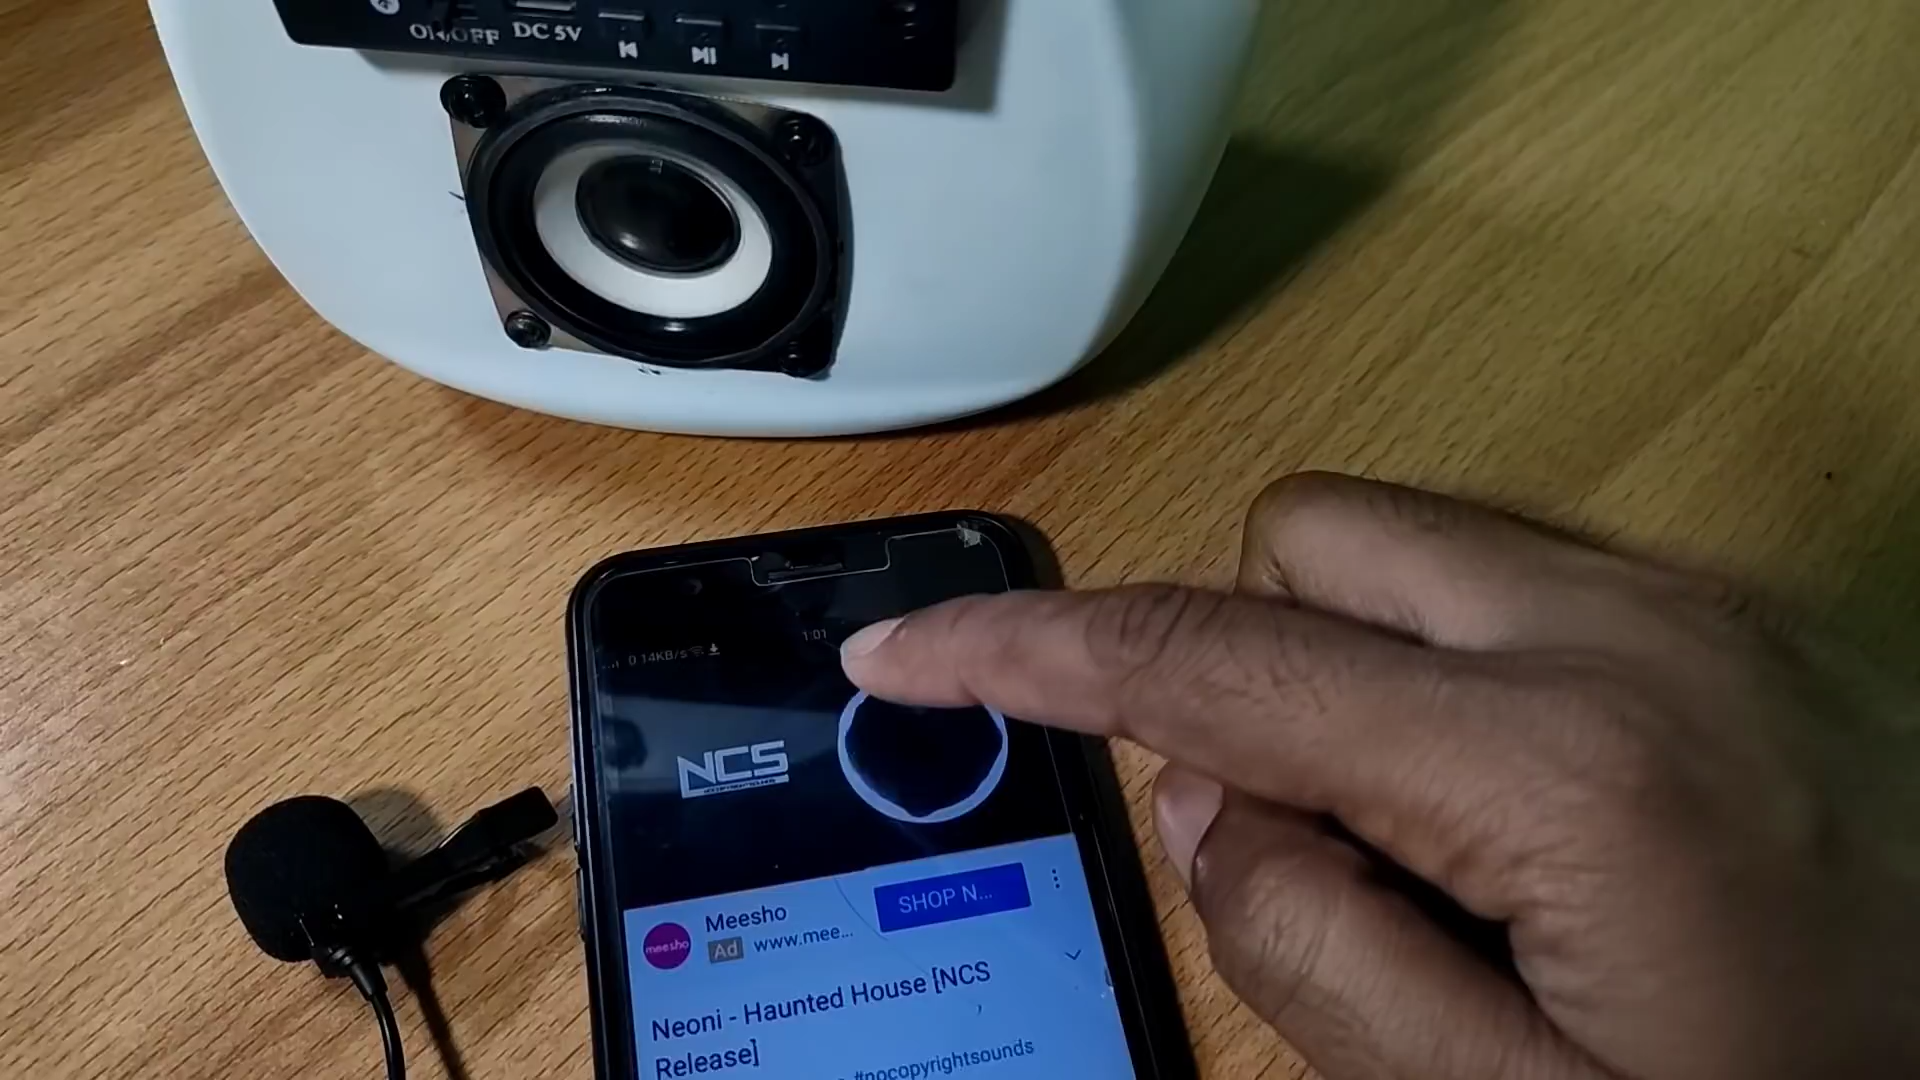 ON/OFF DC 5V
1:01
0.14KB/s
NCS
Meesho
SHOP N...
meesho
Ad www.mee...
Neoni - Haunted House [NCS
Release]
#nocopyrightsounds